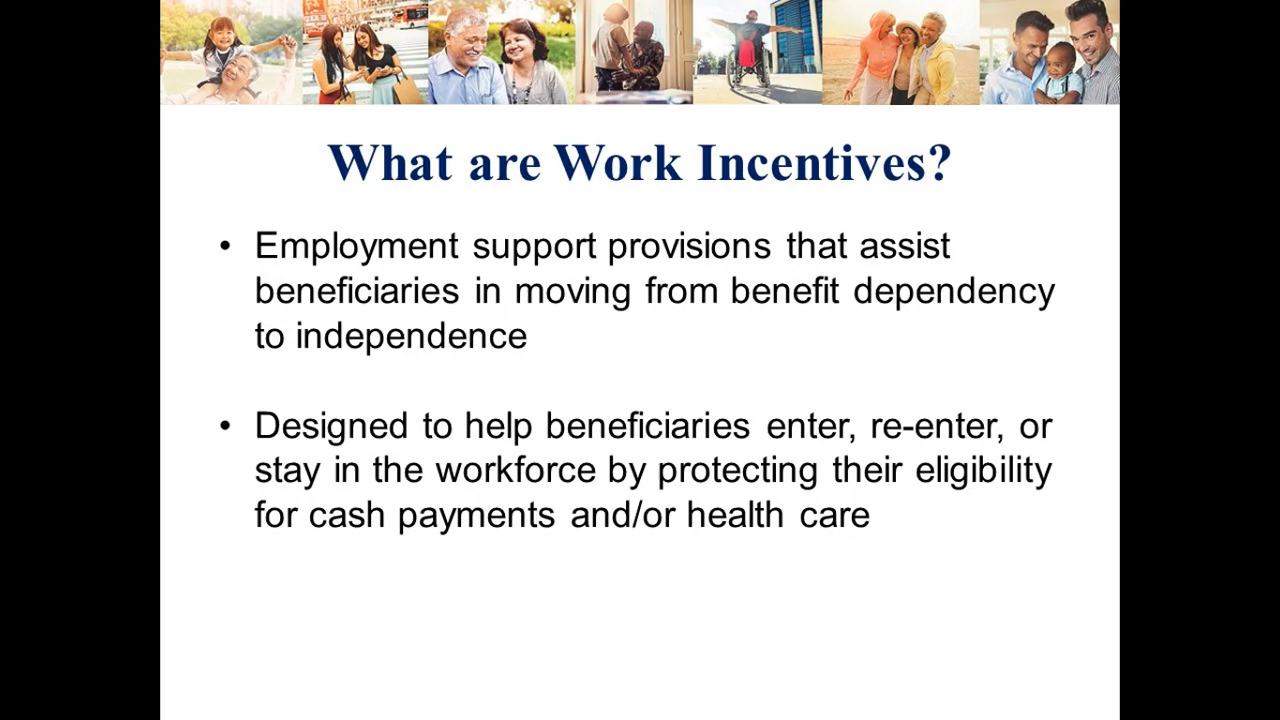 What are Work Incentives?
• Employment support provisions that assist
beneficiaries in moving from benefit dependency
to independence
• Designed to help beneficiaries enter, re-enter, or
stay in the workforce by protecting their eligibility
for cash payments and/or health care